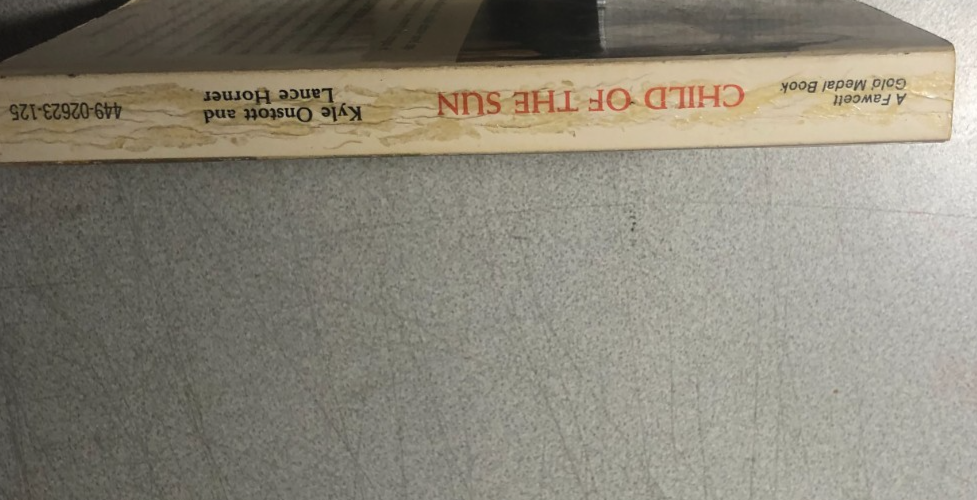 A Fawcett
Gold Medal Book
CHILD OF THE SUN
Kyle Onstott and
Lance Horner
449-02623-125